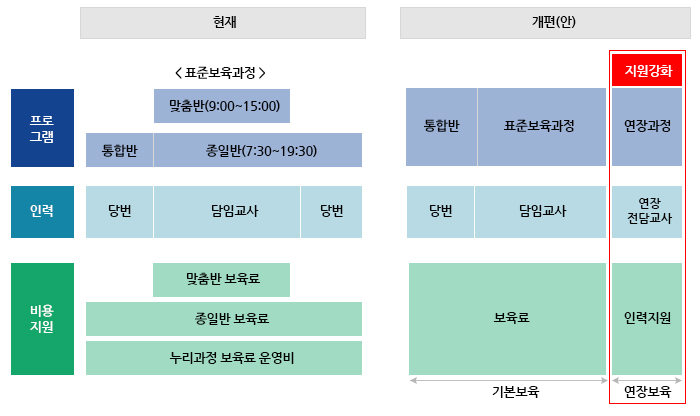 현재
개편(안)
< 표준보육과정 >
지원강화
프로
그램
맞춤반(9:00~15:00)
통합반
종일반(7:30~19:30)
통합반
표준보육과정
연장과정
인력
당번
담임교사
당번
당번
담임교사
연장
전담교사
비용
지원
맞춤반 보육료
종일반 보육료
누리과정 보육료 운영비
보육료
인력지원
기본보육
연장보육